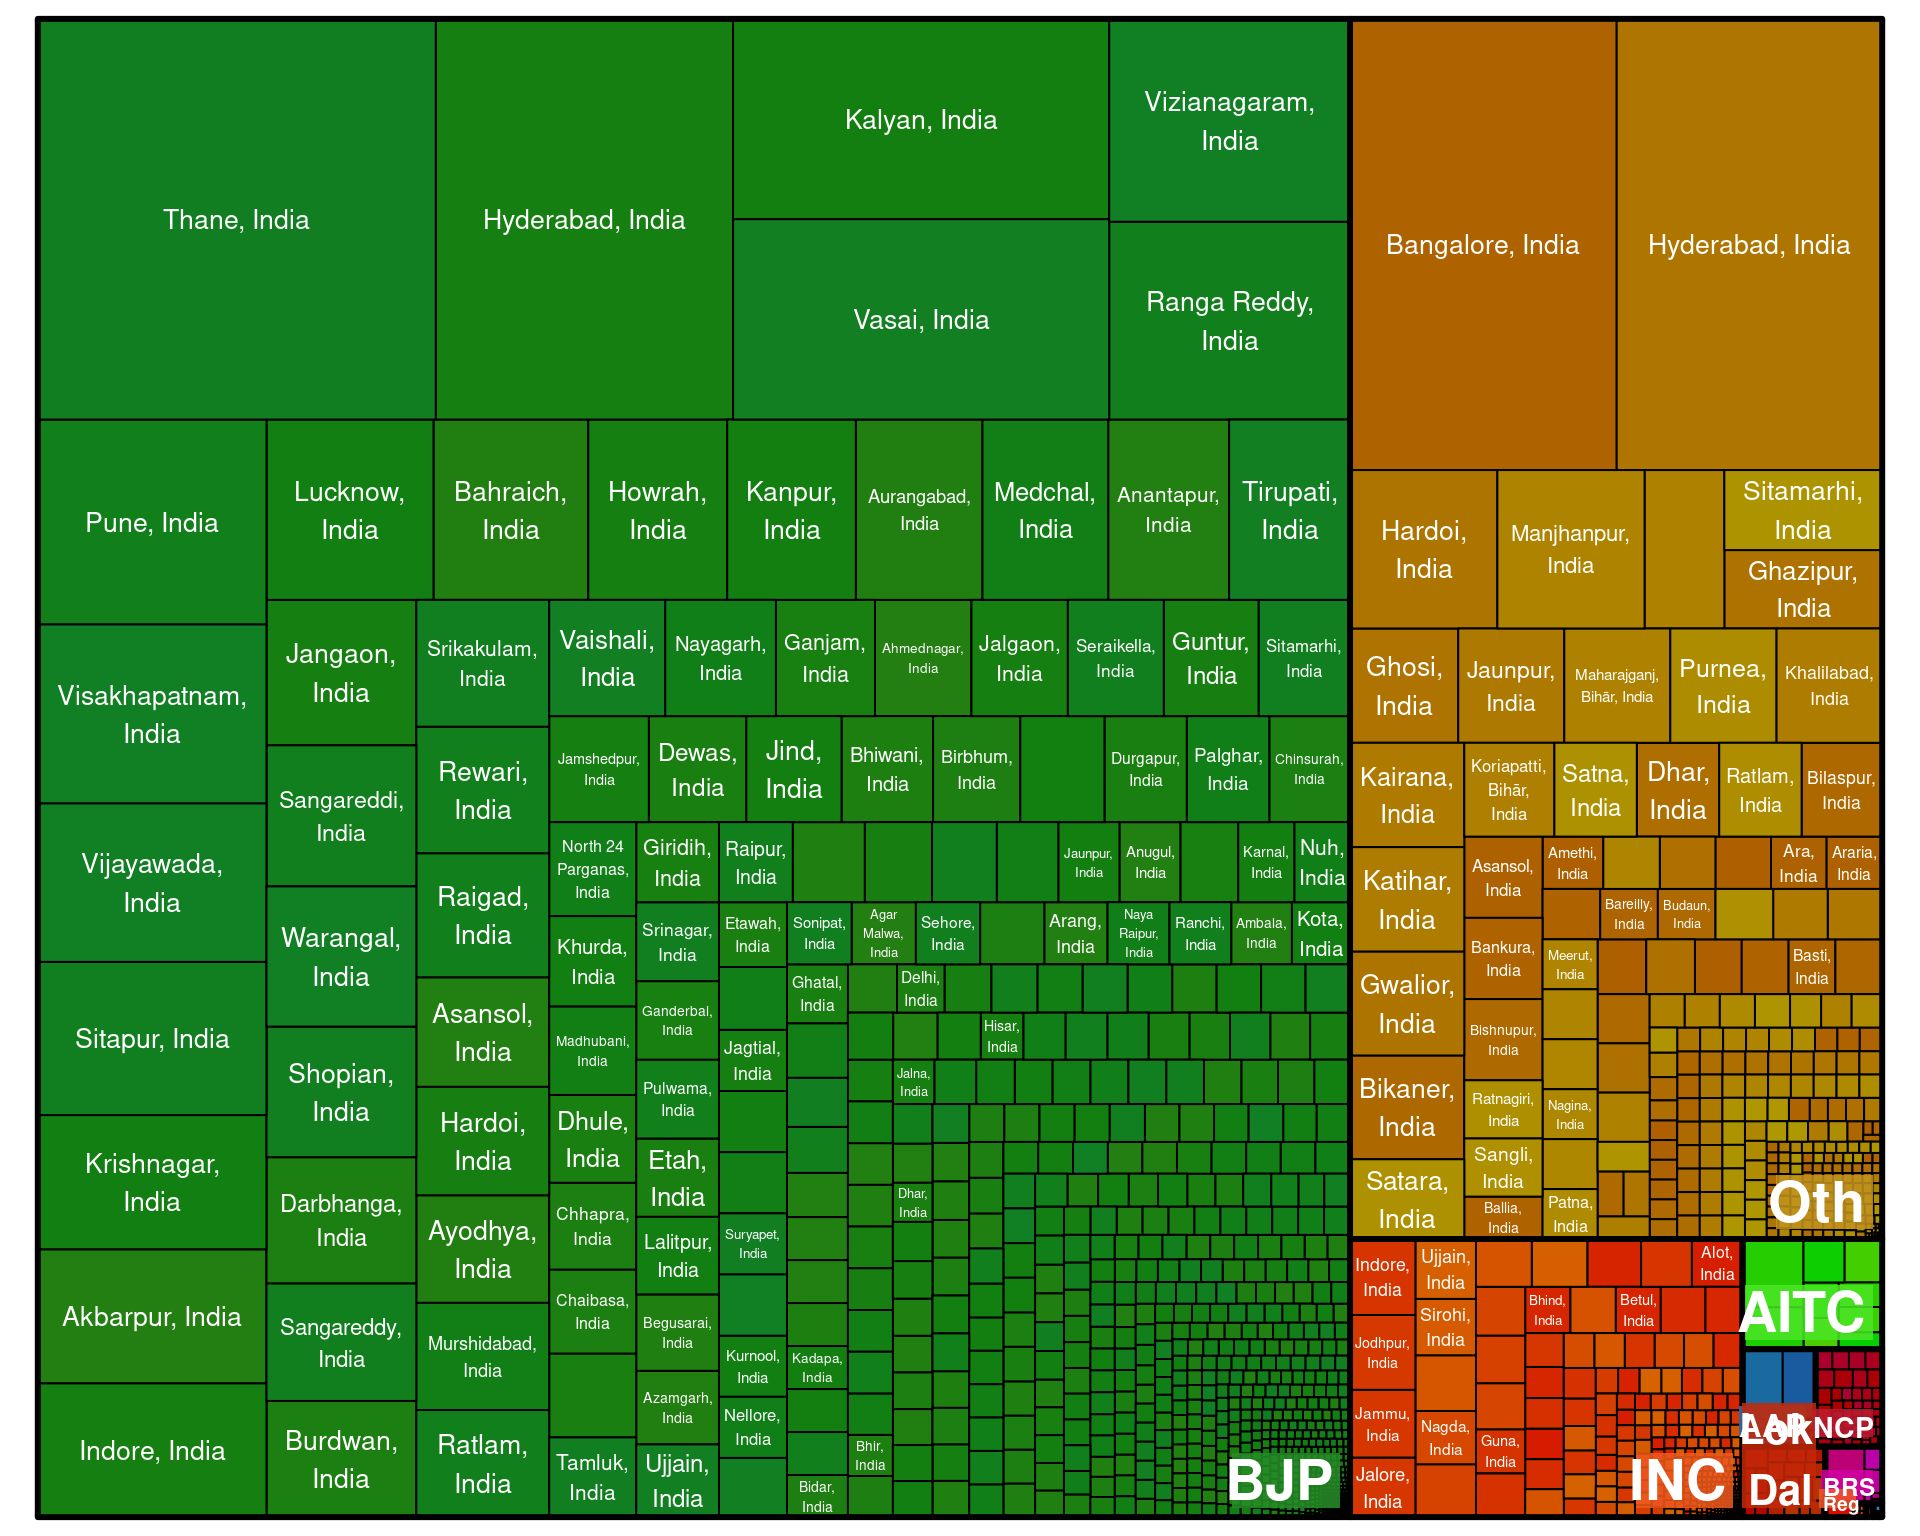 Thane, India
Hyderabad, India
Kalyan, India
Vasai, India
Vizianagaram,
India
Ranga Reddy,
India
Pune, India
Visakhapatnam,
India
Vijayawada,
India
Sitapur, India
Krishnagar,
India
Akbarpur, India
Indore, India
Lucknow,
India
Bahraich,
India
Howrah,
India
Kanpur,
India
Aurangabad,
India
Medchal,
India
Anantapur,
India
Tirupati,
India
Jangaon,
India
Sangareddi,
India
Warangal,
India
Shopian,
India
Darbhanga,
India
Sangareddy,
India
Burdwan,
India
Srikakulam,
India
Rewari,
India
Raigad,
India
Asansol,
India
Hardoi,
India
Ayodhya,
India
Murshidabad,
India
Ratlam,
India
Vaishali,
India
Nayagarh,
India
Ganjam,
India
Ahmednagar,
India
Jalgaon,
India
Seraikella,
India
Guntur,
India
Sitamarhi,
India
Jamshedpur,
India
Dewas,
India
Jind,
India
Bhiwani,
India
Birbhum,
India
Durgapur,
India
Palghar,
India
Chinsurah,
India
North 24
Parganas,
India
Khurda,
India
Madhubani,
India
Dhule,
India
Chhapra,
India
Chaibasa,
India
Tamluk,
India
Giridih,
India
Srinagar,
India
Ganderbal,
India
Pulwama,
India
Etah,
India
Lalitpur,
India
Begusarai,
India
Azamgarh,
India
Ujjain,
India
Raipur,
India
Jaunpur,
India
Anugul,
India
Karnal,
India
Nuh,
India
Etawah,
India
Jagtial,
India
Suryapet,
India
Kurnool,
India
Nellore,
India
Sonipat,
India
Agar
Malwa,
India
Sehore,
India
Arang,
India
Naya
Raipur,
India
Ranchi,
India
Ambala,
India
Kota,
India
Ghatal,
India
Delhi,
India
Hisar,
India
Jalna,
India
Dhar,
India
Kadapa,
India
Bhir,
India
Bidar,
India
BJP
Bangalore, India
Hyderabad, India
Hardoi,
India
Manjhanpur,
India
Sitamarhi,
India
Ghazipur,
India
Ghosi,
India
Jaunpur,
India
Maharajganj,
Bihār, India
Purnea,
India
Khalilabad,
India
Kairana,
India
Katihar,
India
Gwalior,
India
Bikaner,
India
Satara,
India
Koriapatti,
Bihār,
India
Satna,
India
Dhar,
India
Ratlam,
India
Bilaspur,
India
Asansol,
India
Bankura,
India
Bishnupur,
India
Ratnagiri,
India
Sangli,
India
Ballia,
India
Amethi,
India
Ara,
India
Araria,
India
Bareilly,
India
Budaun,
India
Meerut,
India
Basti,
India
Nagina,
India
Patna,
India
Oth
Indore,
India
Jodhpur,
India
Jammu,
India
Jalore,
India
Ujjain,
India
Sirohi,
India
Nagda,
India
Guna,
India
Alot,
India
Bhind,
India
Betul,
India
INC
AITC
AAP
NCP
Lok
Dal
BRS
Reg.